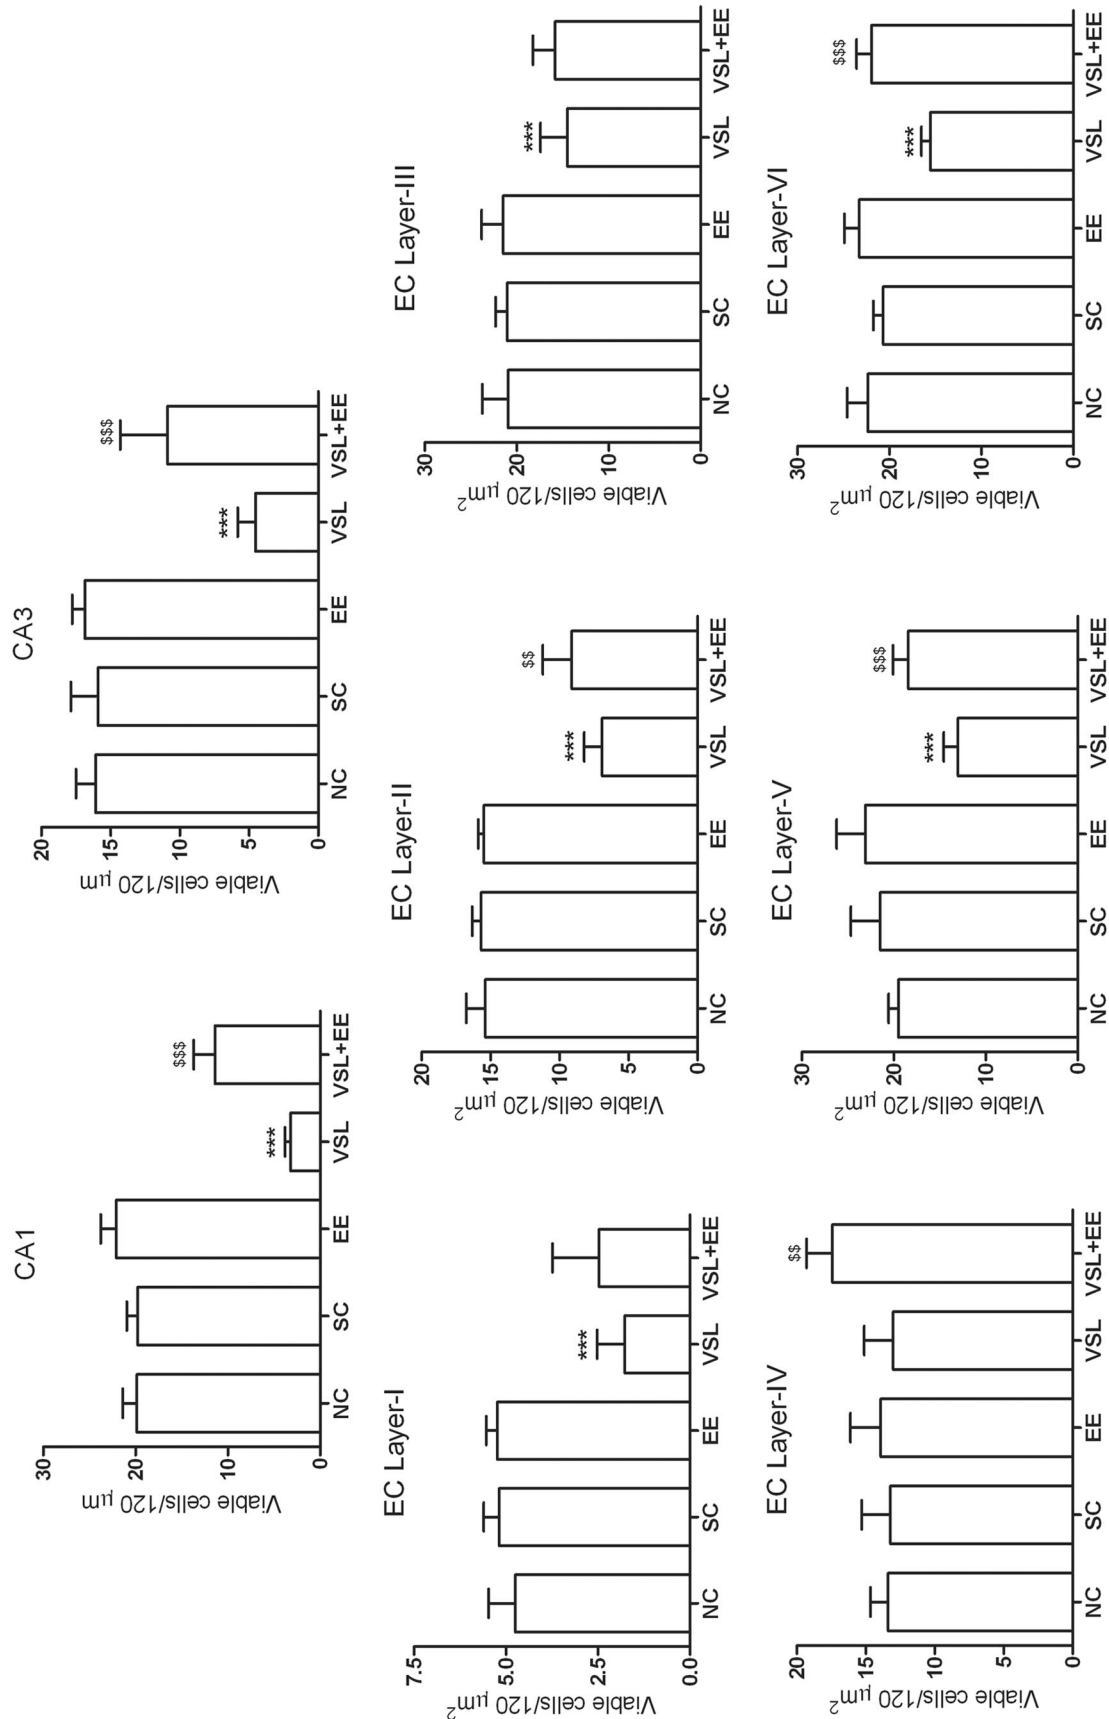 CA1
Viable cells/120 μm
30
20
10
0
NC SC EE VSL VSL+EE
***
$$$
CA3
Viable cells/120 μm
20
15
10
5
0
NC SC EE VSL VSL+EE
***
$$$
EC Layer-I
Viable cells/120 μm²
7.5
5.0
2.5
0.0
NC SC EE VSL VSL+EE
***
EC Layer-II
Viable cells/120 μm²
20
15
10
5
0
NC SC EE VSL VSL+EE
***
$$
EC Layer-III
Viable cells/120 μm²
30
20
10
0
NC SC EE VSL VSL+EE
***
EC Layer-IV
Viable cells/120 μm²
20
15
10
5
0
NC SC EE VSL VSL+EE
$$
EC Layer-V
Viable cells/120 μm²
30
20
10
0
NC SC EE VSL VSL+EE
***
$$$
EC Layer-VI
Viable cells/120 μm²
30
20
10
0
NC SC EE VSL VSL+EE
***
$$$